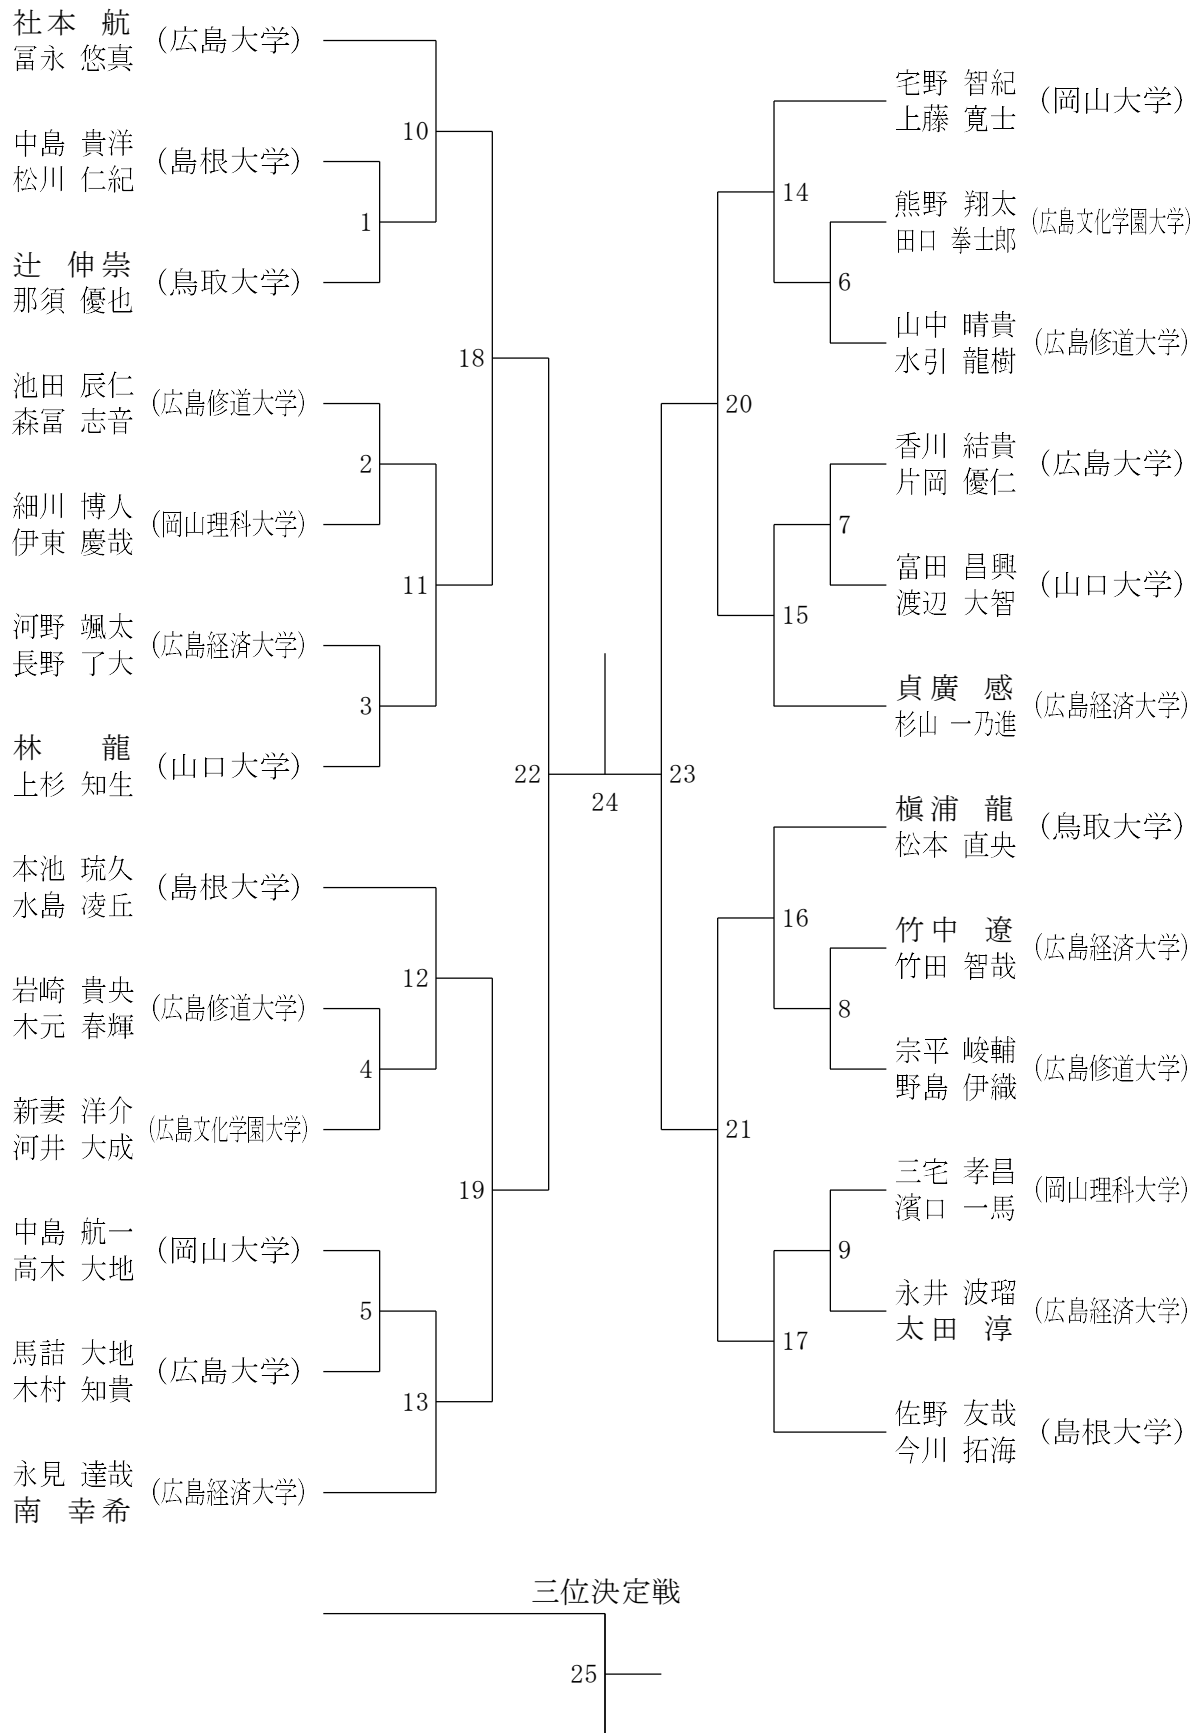 社本 航
冨永 悠真
(広島大学)
中島 貴洋
松川 仁紀
(島根大学)
辻 伸崇
那須 優也
(鳥取大学)
池田 辰仁
森冨 志音
(広島修道大学)
細川 博人
伊東 慶哉
(岡山理科大学)
河野 颯太
長野 了大
(広島経済大学)
林 龍
上杉 知生
(山口大学)
本池 琉久
水島 凌丘
(島根大学)
岩崎 貴央
木元 春輝
(広島修道大学)
新妻 洋介
河井 大成
(広島文化学園大学)
中島 航一
高木 大地
(岡山大学)
馬詰 大地
木村 知貴
(広島大学)
永見 達哉
南 幸希
(広島経済大学)
1
2
3
4
5
10
11
12
13
18
19
22
24
23
20
21
14
15
16
17
6
7
8
9
宅野 智紀
上藤 寛士
(岡山大学)
熊野 翔太
田口 拳士郎
(広島文化学園大学)
山中 晴貴
水引 龍樹
(広島修道大学)
香川 結貴
片岡 優仁
(広島大学)
富田 昌興
渡辺 大智
(山口大学)
貞廣 感
杉山 一乃進
(広島経済大学)
槇浦 龍
松本 直央
(鳥取大学)
竹中 遼
竹田 智哉
(広島経済大学)
宗平 峻輔
野島 伊織
(広島修道大学)
三宅 孝昌
濱口 一馬
(岡山理科大学)
永井 波瑠
太田 淳
(広島経済大学)
佐野 友哉
今川 拓海
(島根大学)
三位決定戦
25